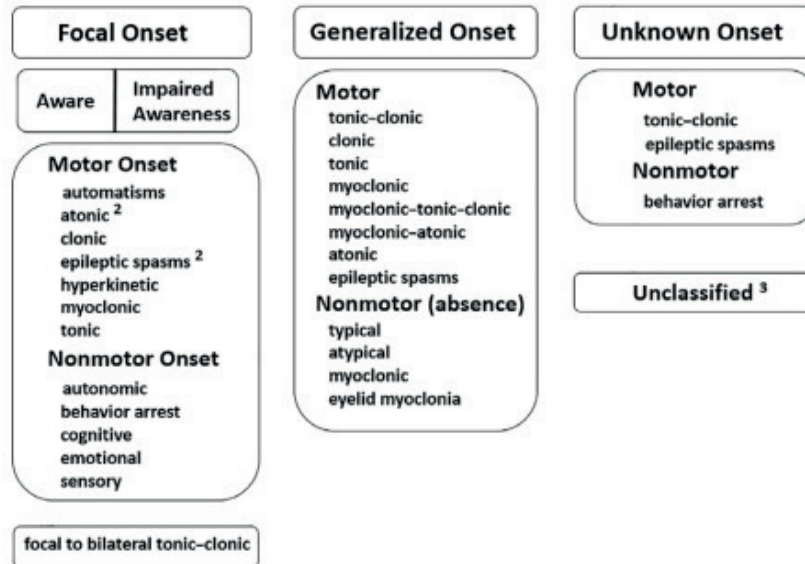 Focal Onset
Aware
Impaired
Awareness
Motor Onset
automatisms
atonic ²
clonic
epileptic spasms ²
hyperkinetic
myoclonic
tonic
Nonmotor Onset
autonomic
behavior arrest
cognitive
emotional
sensory
focal to bilateral tonic–clonic
Generalized Onset
Motor
tonic–clonic
clonic
tonic
myoclonic
myoclonic–tonic–clonic
myoclonic–atonic
atonic
epileptic spasms
Nonmotor (absence)
typical
atypical
myoclonic
eyelid myoclonia
Unknown Onset
Motor
tonic–clonic
epileptic spasms
Nonmotor
behavior arrest
Unclassified ³